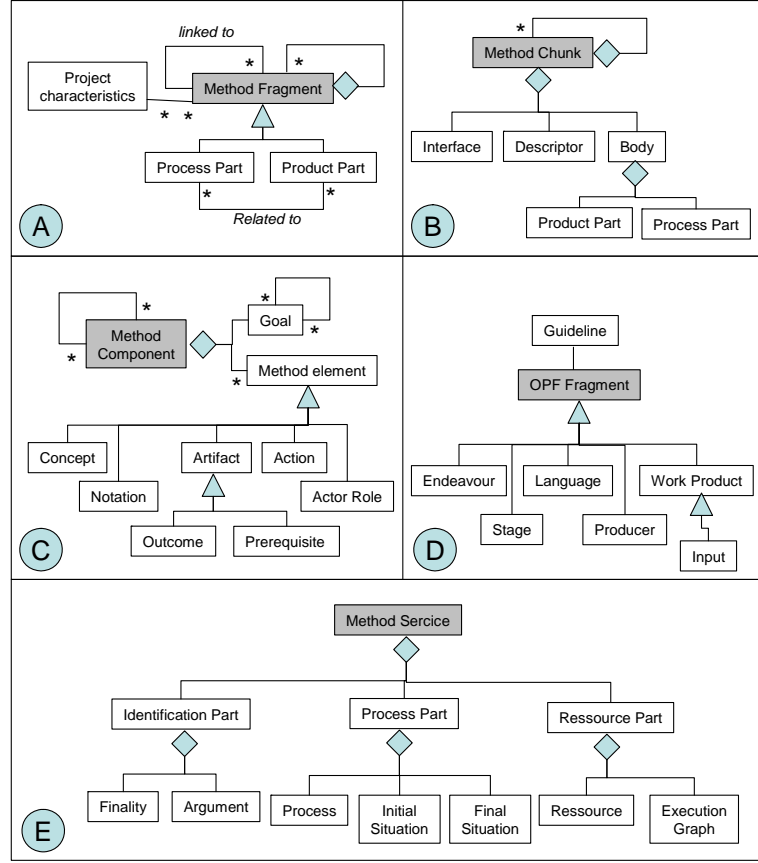 linked to
*
*
*
Project
characteristics
Method Fragment
* *
Process Part
Product Part
*
*
Related to
A
*
Method Chunk
Interface
Descriptor
Body
Product Part
Process Part
B
*
*
Method
Component
*
*
Goal
*
Method element
Concept
Artifact
Action
Notation
Actor Role
Outcome
Prerequisite
C
Guideline
OPF Fragment
Endeavour
Language
Work Product
Stage
Producer
Input
D
Method Sercice
Identification Part
Process Part
Ressource Part
Finality
Argument
Process
Initial
Situation
Final
Situation
Ressource
Execution
Graph
E